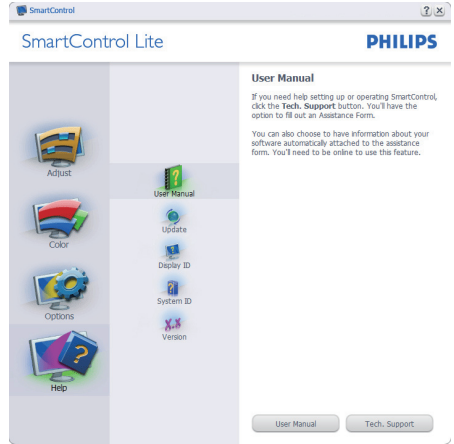 SmartControl
SmartControl Lite
PHILIPS
Adjust
Color
Options
Help
User Manual
Update
Display ID
System ID
X.X
Version
User Manual
If you need help setting up or operating SmartControl,
click the Tech. Support button. You'll have the
option to fill out an Assistance Form.
You can also choose to have information about your
software automatically attached to the assistance
form. You'll need to be online to use this feature.
User Manual
Tech. Support